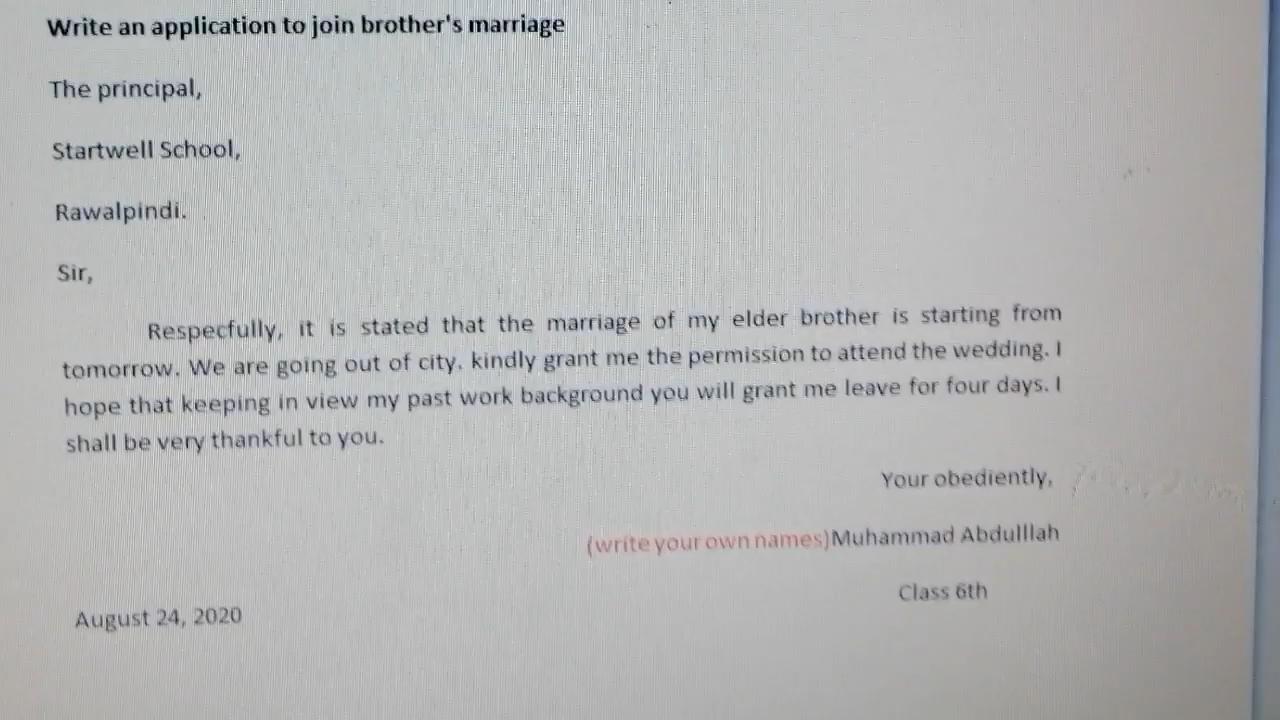 Write an application to join brother's marriage
The principal,
Startwell School,
Rawalpindi.
Sir,
Respecfully, it is stated that the marriage of my elder brother is starting from
tomorrow. We are going out of city. kindly grant me the permission to attend the wedding. I
hope that keeping in view my past work background you will grant me leave for four days. I
shall be very thankful to you.
Your obediently,
(write your own names)Muhammad Abdulllah
Class 6th
August 24, 2020